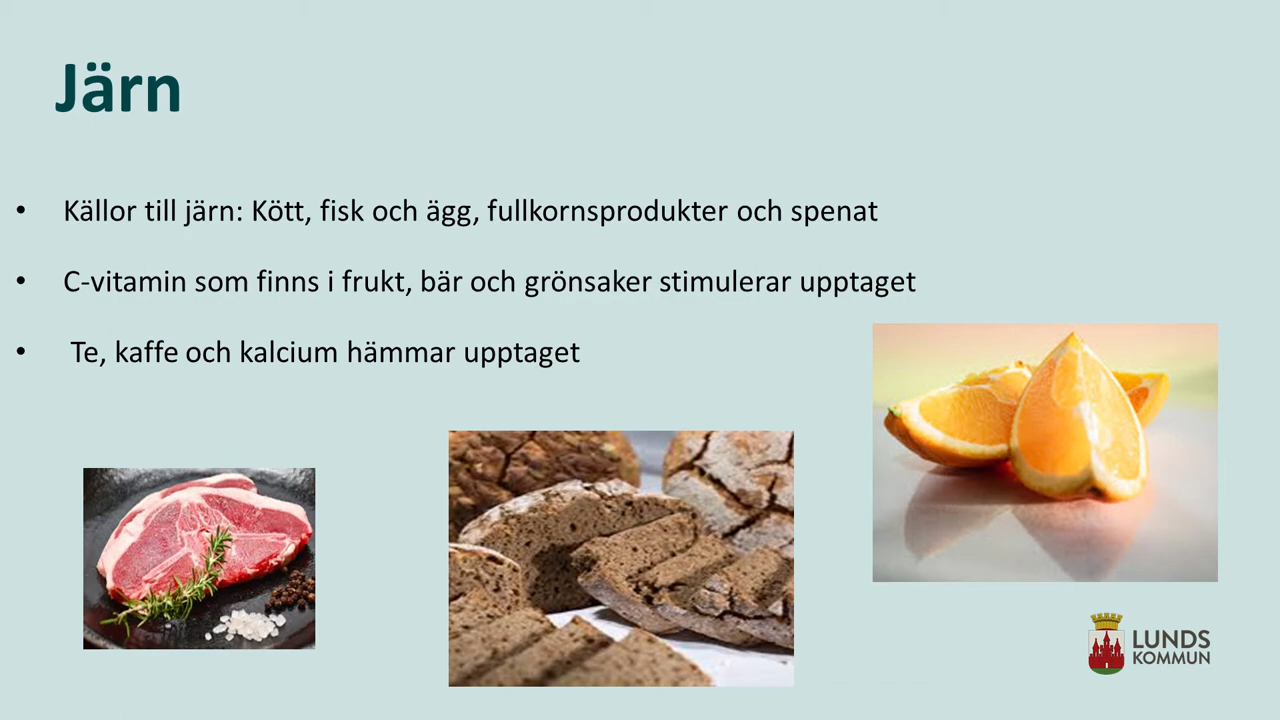 Järn
• Källor till järn: Kött, fisk och ägg, fullkornsprodukter och spenat
• C-vitamin som finns i frukt, bär och grönsaker stimulerar upptaget
• Te, kaffe och kalcium hämmar upptaget
LUNDS
KOMMUN